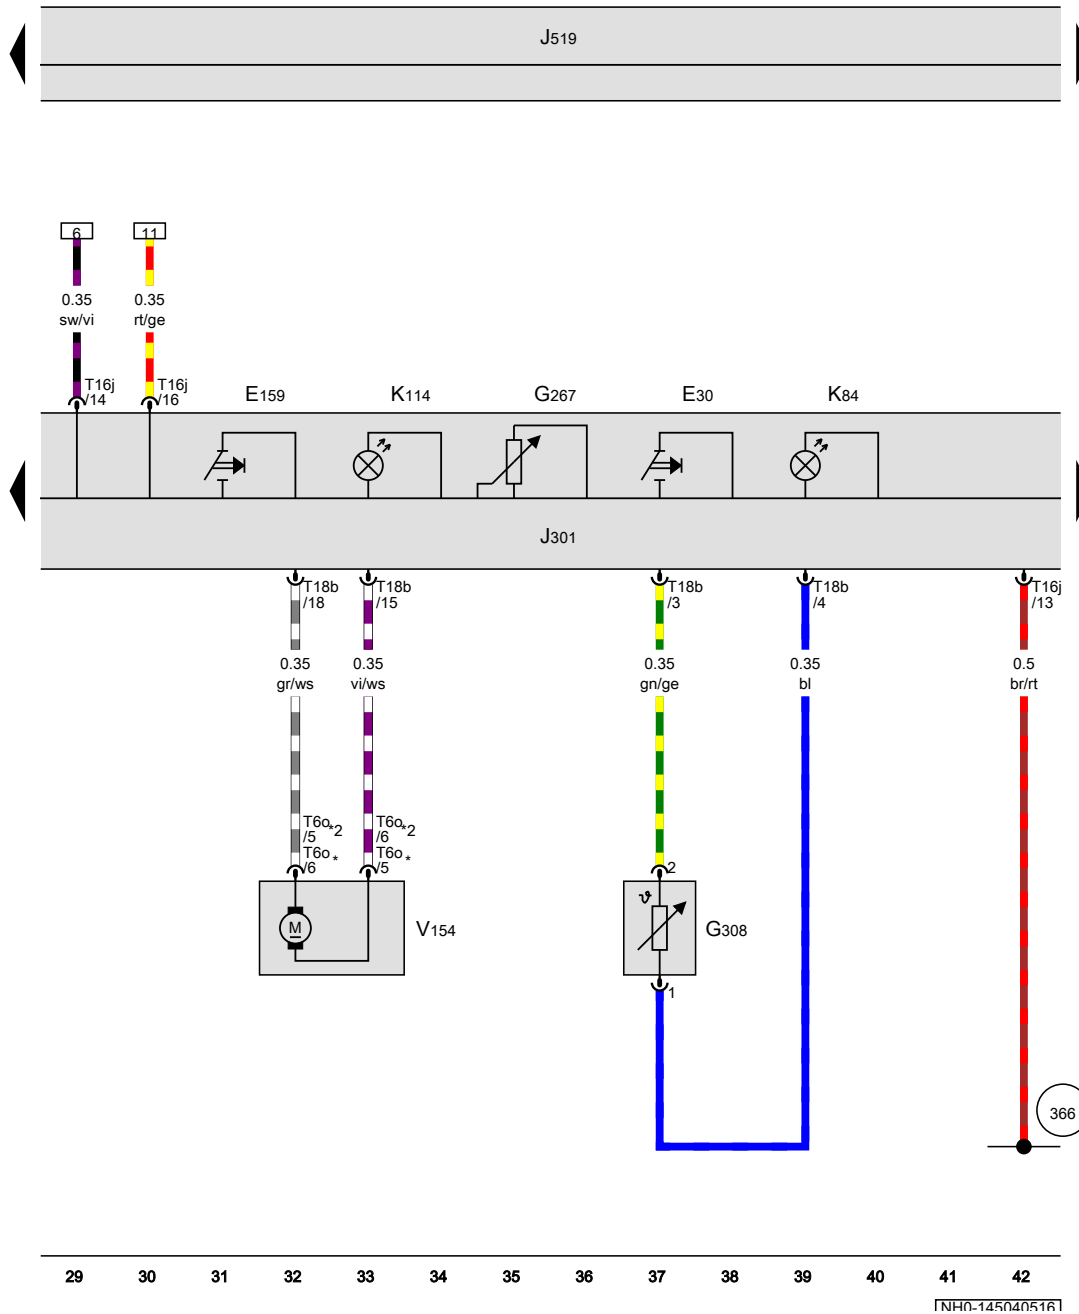 J519
6 11
0.35 0.35
sw/vi rt/ge
T16j T16j
/14 /16
E159 K114 G267 E30 K84
J301
T18b T18b T18b T18b T16j
/18 /15 /3 /4 /13
0.35 0.35 0.35 0.35 0.5
gr/ws vi/ws gn/ge bl br/rt
T6o*2 T6o*2
/5 /6
T6o* T6o*
/6 /5
2
ϑ
M
V154
G308
1
366
29 30 31 32 33 34 35 36 37 38 39 40 41 42
NH0-145040516